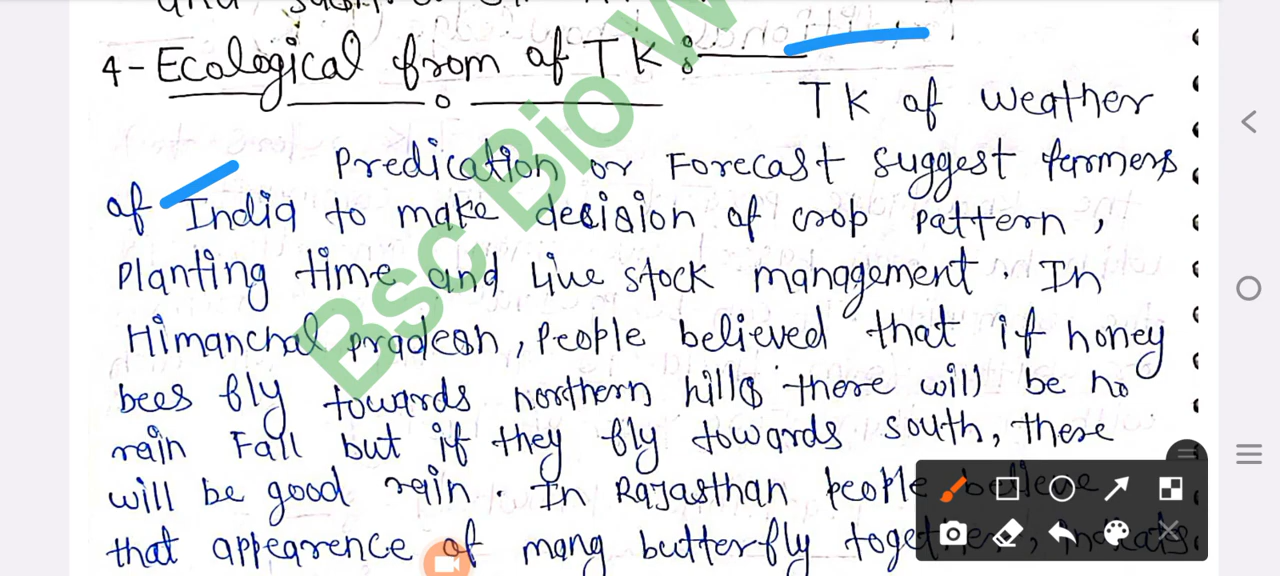 4- Ecological from of TK :-
TK of weather
Predication or Forecast suggest farmers
of India to make decision of crop pattern,
Planting time and Live stock management. In
Himanchal pradesh, People believed that if honey
bees fly towards northern hills there will be no
rain Fall but if they fly towards south, there
will be good rain. In Rajasthan people believe
that appearence of many butterfly together, indicats
Bsc Bio W